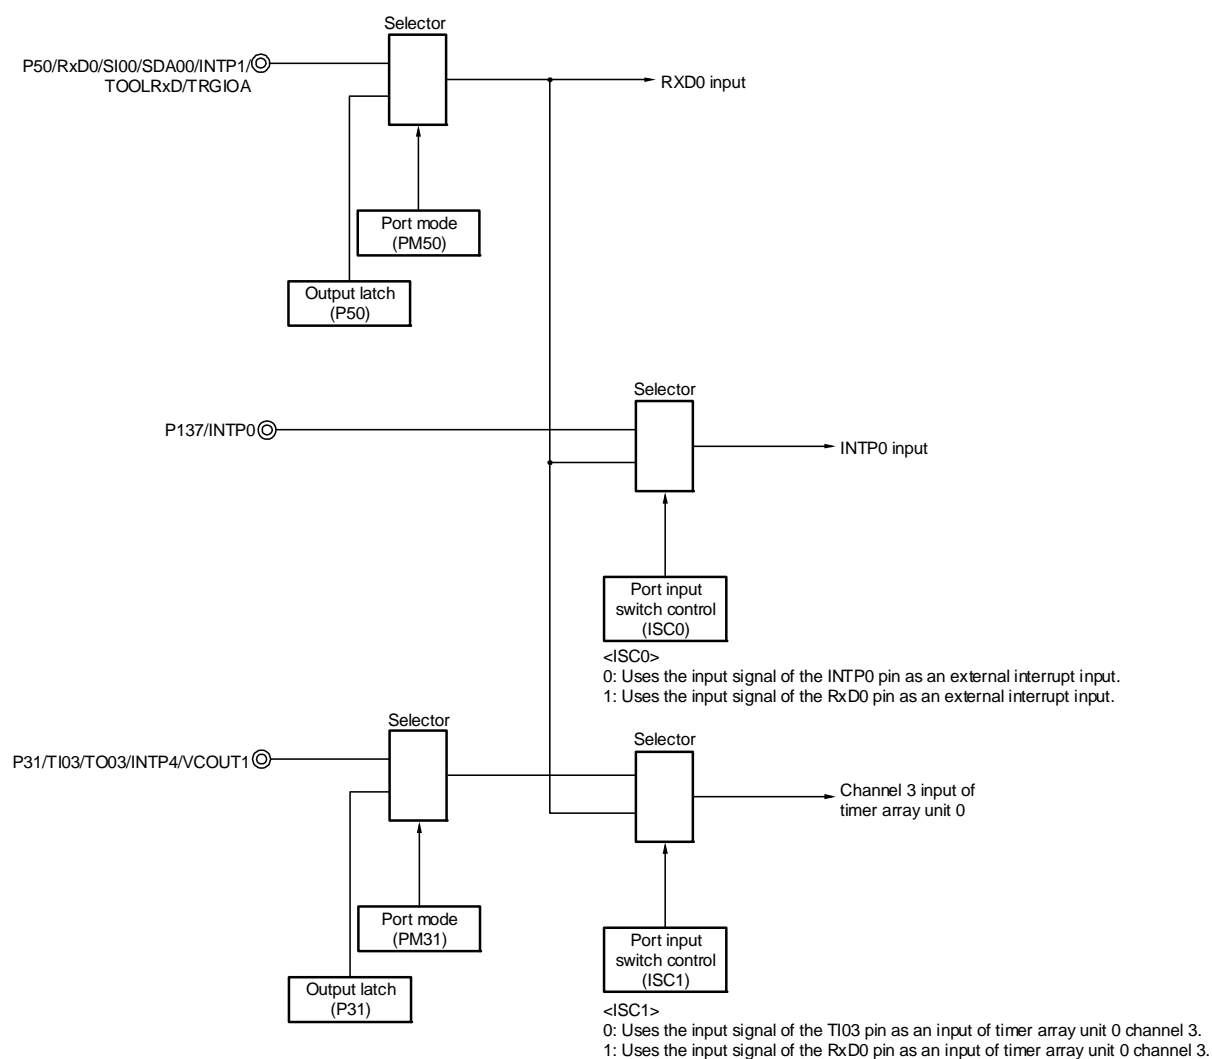 Selector
P50/RxD0/SI00/SDA00/INTP1/
TOOLRxD/TRGIOA
RXD0 input
Port mode
(PM50)
Output latch
(P50)
Selector
P137/INTP0
INTP0 input
Port input
switch control
(ISC0)
<ISC0>
0: Uses the input signal of the INTP0 pin as an external interrupt input.
1: Uses the input signal of the RxD0 pin as an external interrupt input.
Selector
P31/TI03/TO03/INTP4/VCOUT1
Selector
Channel 3 input of
timer array unit 0
Port mode
(PM31)
Output latch
(P31)
Port input
switch control
(ISC1)
<ISC1>
0: Uses the input signal of the TI03 pin as an input of timer array unit 0 channel 3.
1: Uses the input signal of the RxD0 pin as an input of timer array unit 0 channel 3.